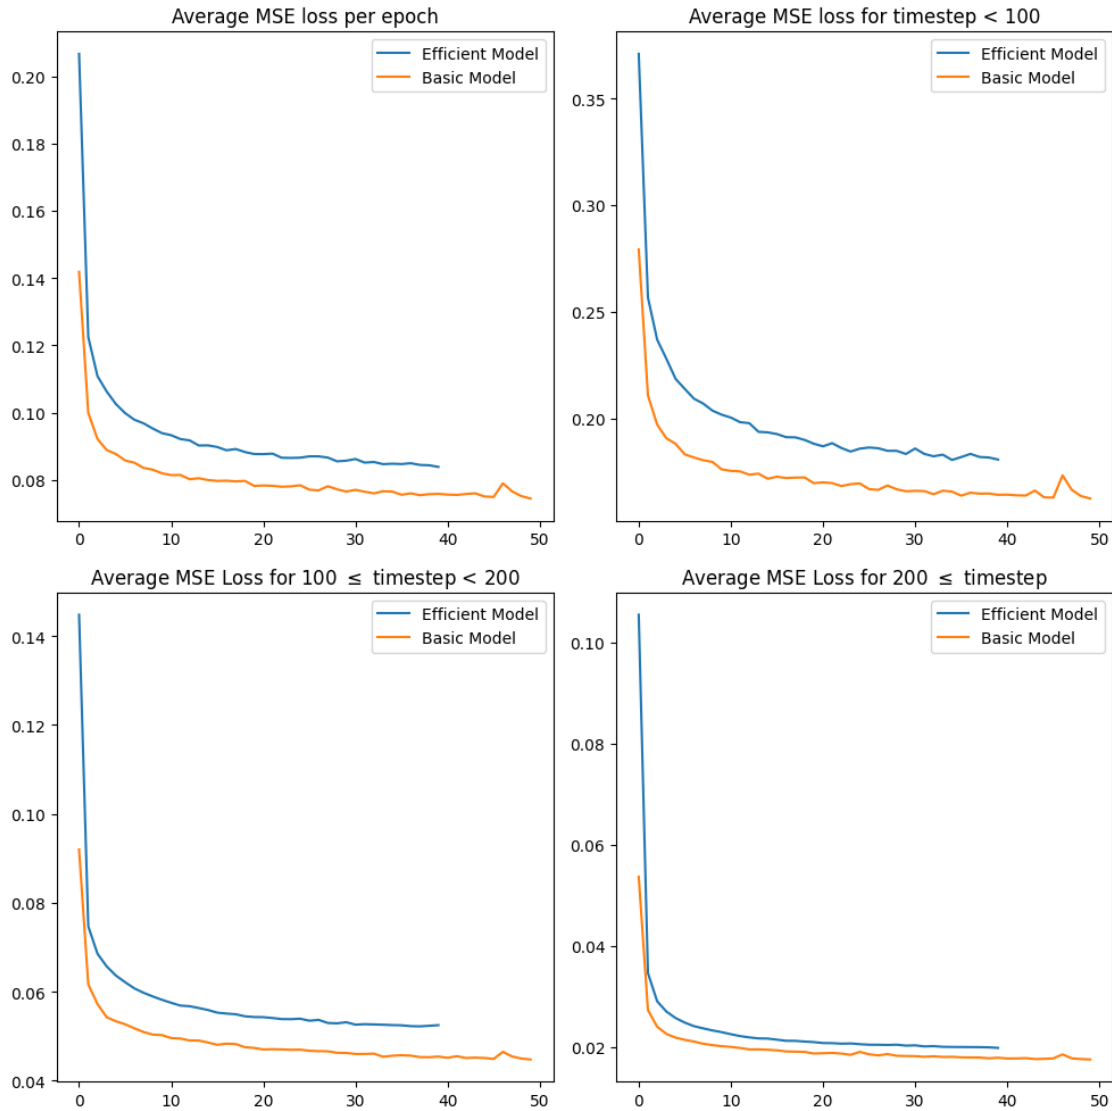 Average MSE loss per epoch
Efficient Model
Basic Model
0.20
0.18
0.16
0.14
0.12
0.10
0.08
0 10 20 30 40 50
Average MSE loss for timestep < 100
Efficient Model
Basic Model
0.35
0.30
0.25
0.20
0 10 20 30 40 50
Average MSE Loss for 100 ≤ timestep < 200
Efficient Model
Basic Model
0.14
0.12
0.10
0.08
0.06
0.04
0 10 20 30 40 50
Average MSE Loss for 200 ≤ timestep
Efficient Model
Basic Model
0.10
0.08
0.06
0.04
0.02
0 10 20 30 40 50